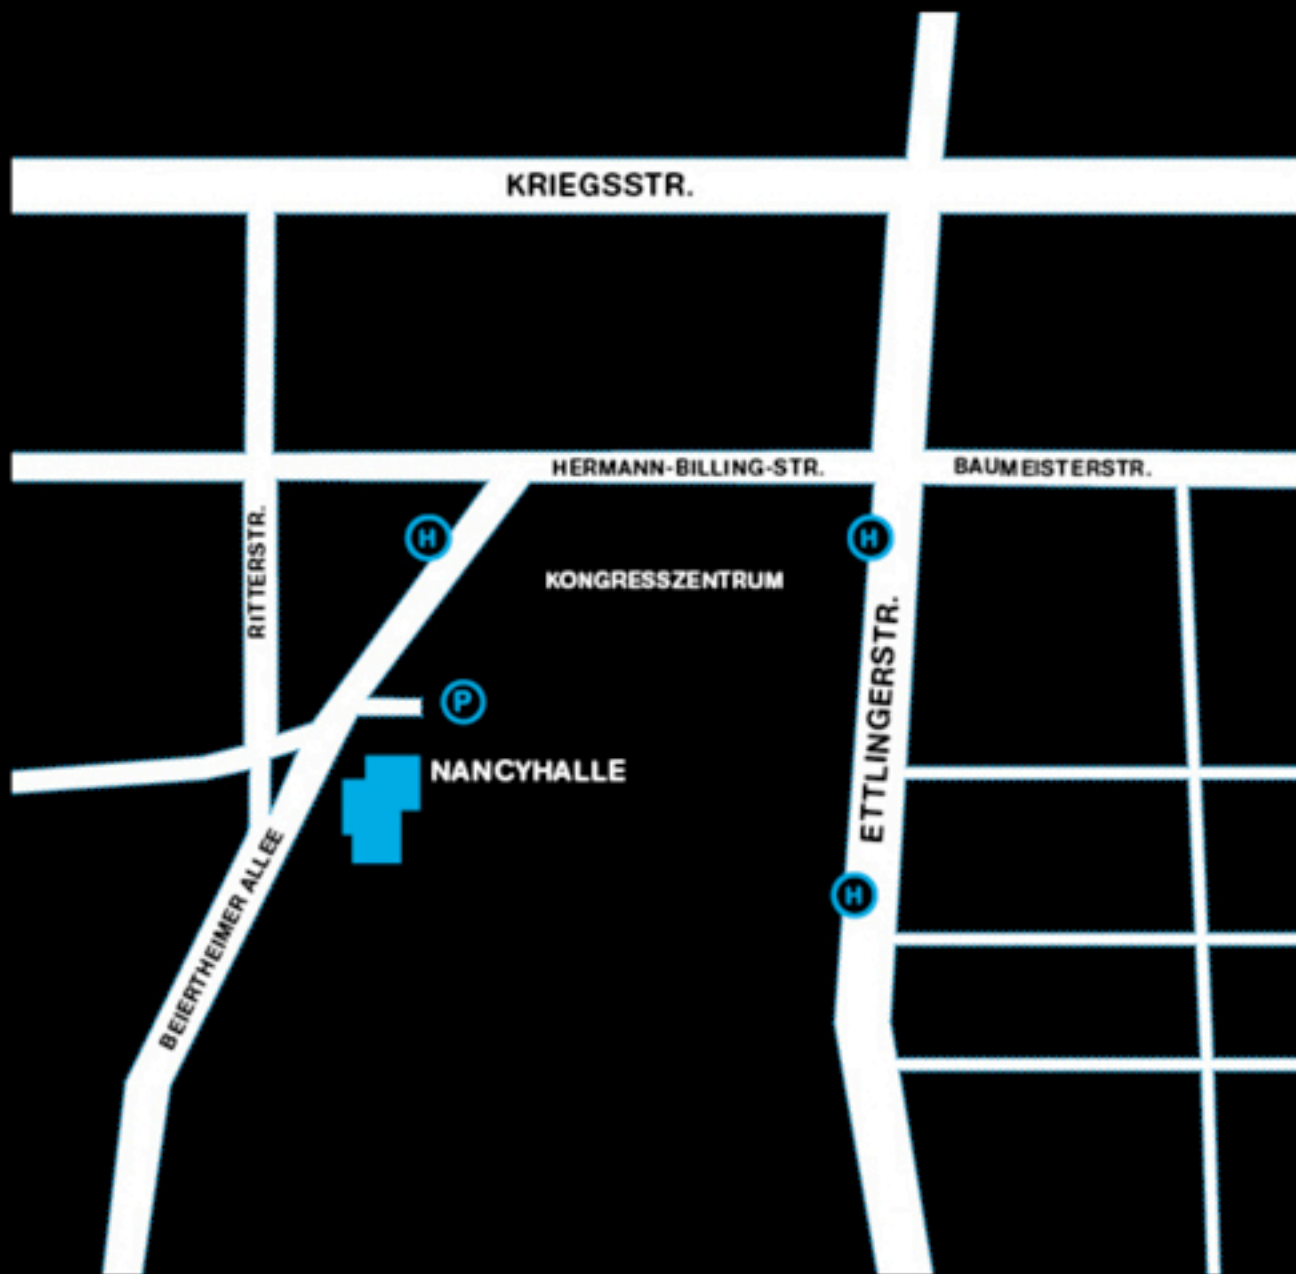 KRIEGSSTR.
HERMANN-BILLING-STR.
BAUMEISTERSTR.
RITTERSTR.
H
H
KONGRESSZENTRUM
ETTLINGERSTR.
P
NANCYHALLE
BEIERTHEIMER ALLEE
H